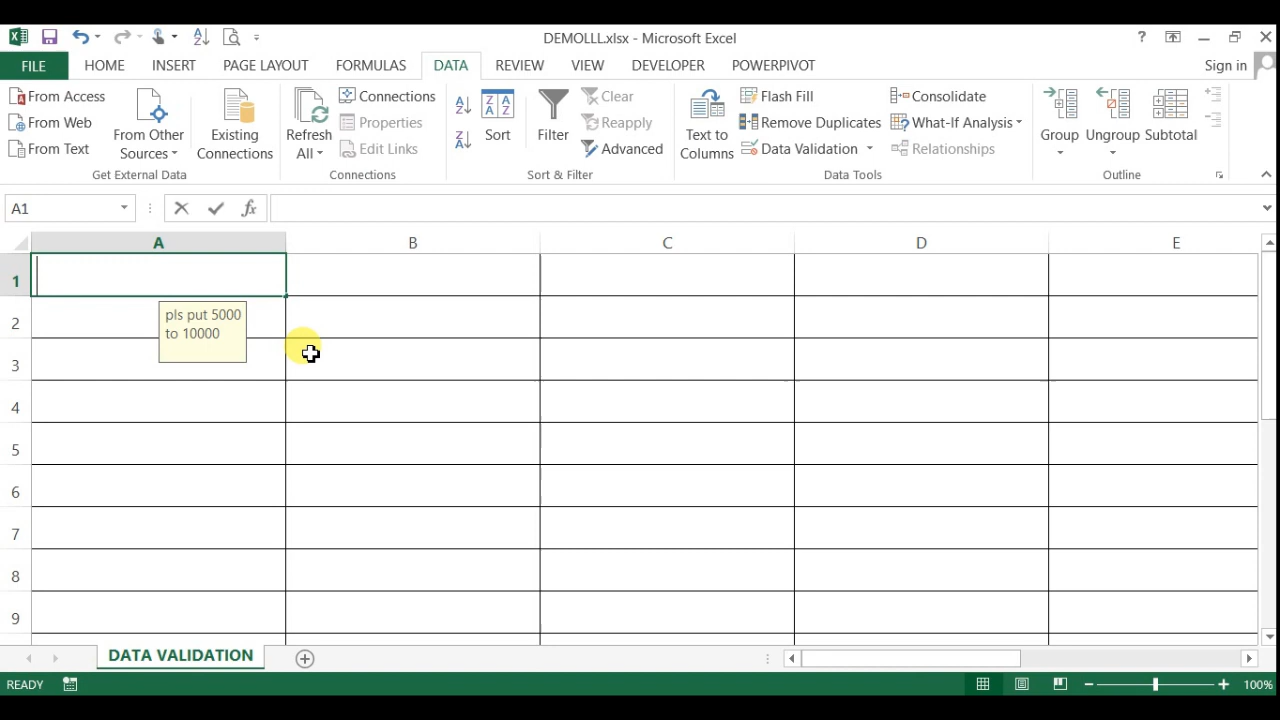 DEMOLLL.xlsx - Microsoft Excel
?
FILE HOME INSERT PAGE LAYOUT FORMULAS DATA REVIEW VIEW DEVELOPER POWERPIVOT Sign in
From Access
From Web
From Text
From Other
Sources
Existing
Connections
Get External Data
Refresh
All
Connections
Properties
Edit Links
Connections
Sort
Filter
Clear
Reapply
Advanced
Sort & Filter
Text to
Columns
Flash Fill
Remove Duplicates
Data Validation
Consolidate
What-If Analysis
Relationships
Data Tools
Group
Ungroup
Subtotal
Outline
A1
fx
A B C D E
1
pls put 5000
to 10000
2
3
4
5
6
7
8
9
DATA VALIDATION
READY
100%